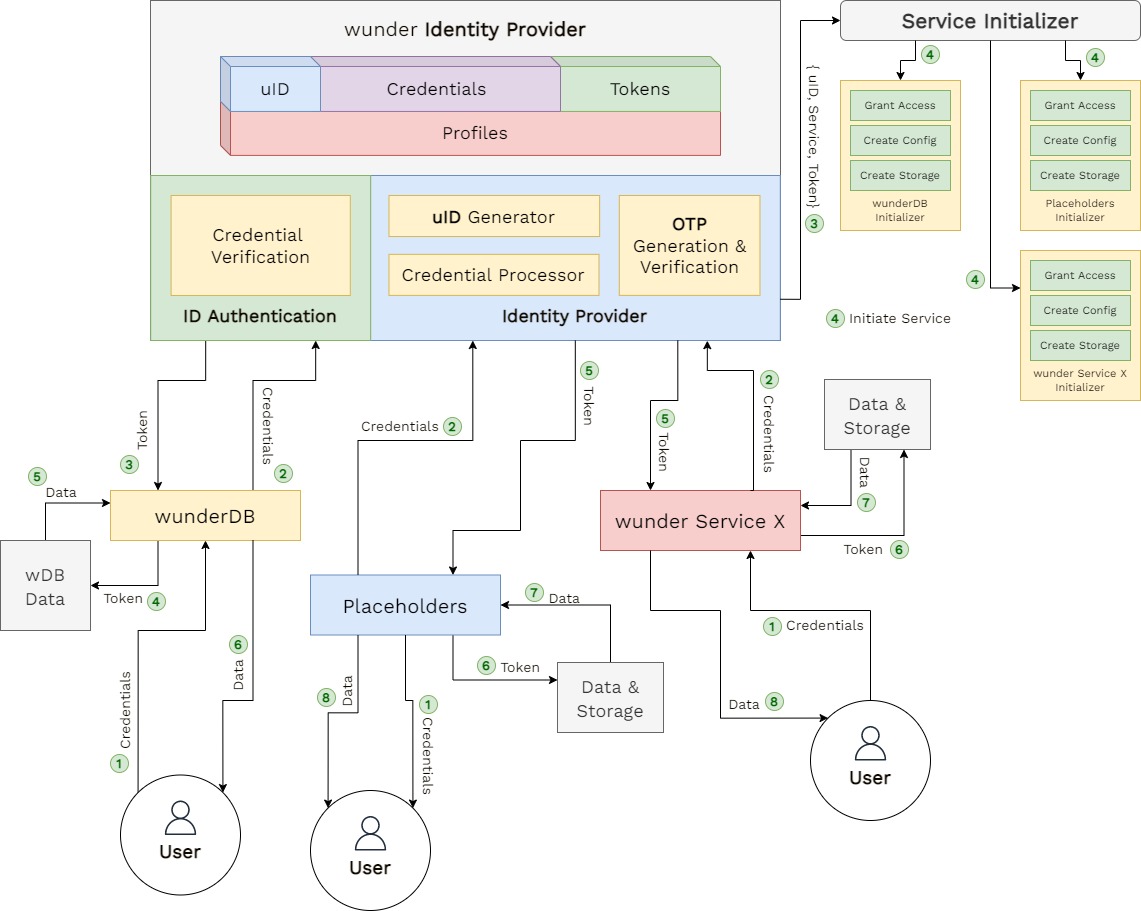 wunder Identity Provider
uID
Credentials
Tokens
Profiles
Credential
Verification
ID Authentication
uID Generator
Credential Processor
OTP
Generation &
Verification
Identity Provider
{ uID, Service, Token}
3
Service Initializer
4
4
Grant Access
Create Config
Create Storage
wunderDB
Initializer
Grant Access
Create Config
Create Storage
Placeholders
Initializer
4
Grant Access
Create Config
Create Storage
wunder Service X
Initializer
4 Initiate Service
Token
3
Credentials
2
5
Data
wunderDB
wDB
Data
Token 4
1
Credentials
6
Data
User
Credentials 2
5
Token
Placeholders
7 Data
6 Token
Data &
Storage
8
Data
1
Credentials
User
5
Token
2
Credentials
wunder Service X
Data &
Storage
Data
7
Token 6
1 Credentials
Data 8
User